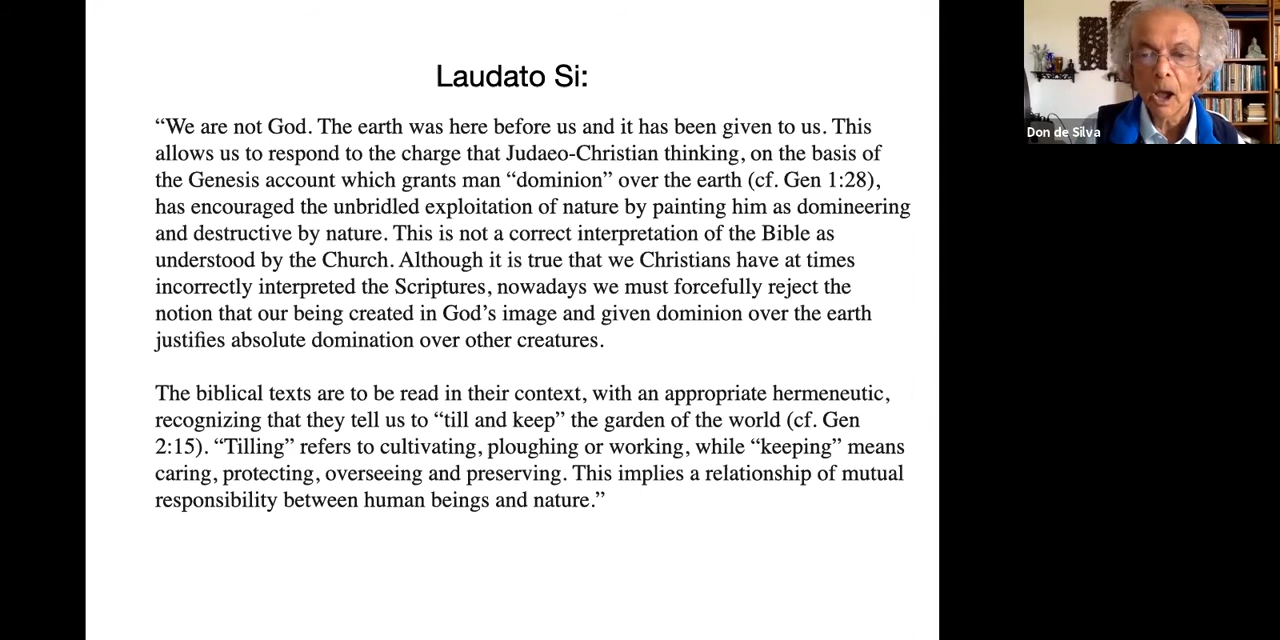 Laudato Si:
“We are not God. The earth was here before us and it has been given to us. This
allows us to respond to the charge that Judaeo-Christian thinking, on the basis of
the Genesis account which grants man “dominion” over the earth (cf. Gen 1:28),
has encouraged the unbridled exploitation of nature by painting him as domineering
and destructive by nature. This is not a correct interpretation of the Bible as
understood by the Church. Although it is true that we Christians have at times
incorrectly interpreted the Scriptures, nowadays we must forcefully reject the
notion that our being created in God’s image and given dominion over the earth
justifies absolute domination over other creatures.
The biblical texts are to be read in their context, with an appropriate hermeneutic,
recognizing that they tell us to “till and keep” the garden of the world (cf. Gen
2:15). “Tilling” refers to cultivating, ploughing or working, while “keeping” means
caring, protecting, overseeing and preserving. This implies a relationship of mutual
responsibility between human beings and nature.”
Don de Silva